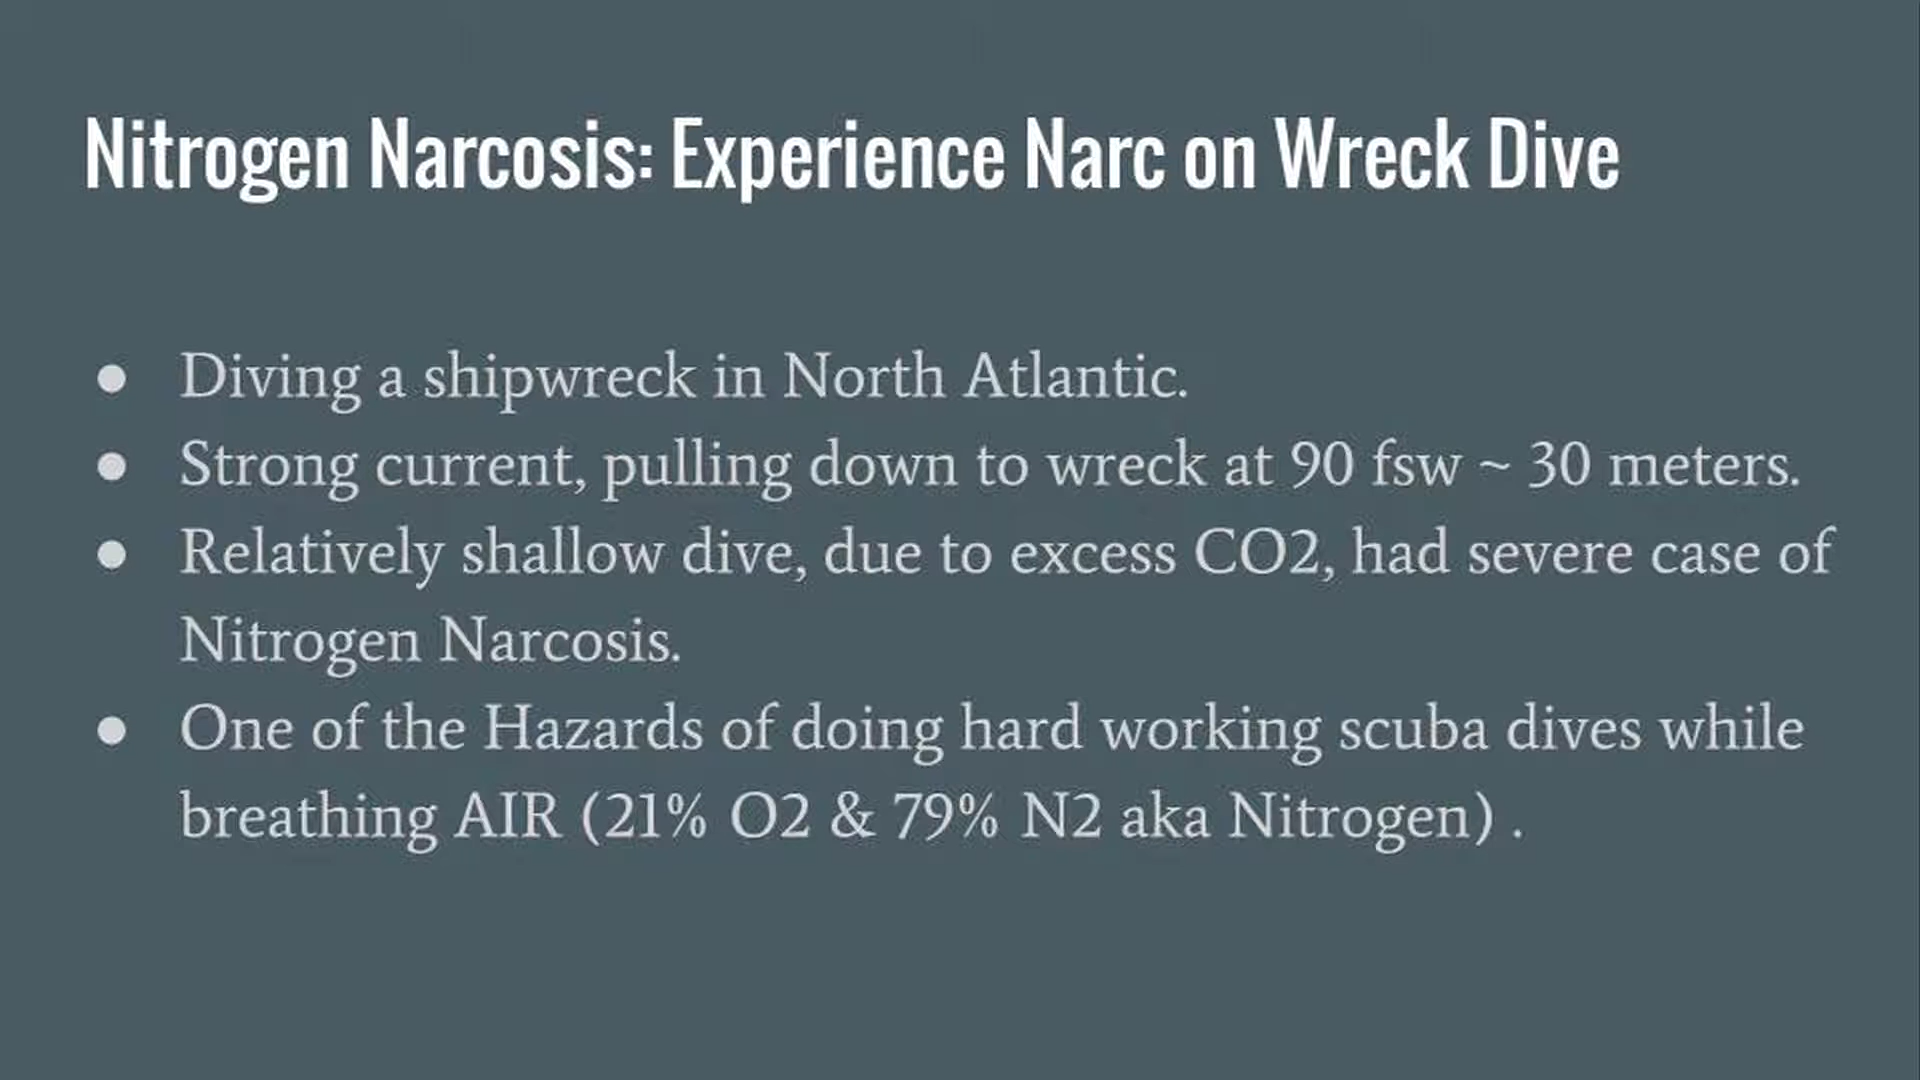 Nitrogen Narcosis: Experience Narc on Wreck Dive
● Diving a shipwreck in North Atlantic.
● Strong current, pulling down to wreck at 90 fsw ~ 30 meters.
● Relatively shallow dive, due to excess CO2, had severe case of
Nitrogen Narcosis.
● One of the Hazards of doing hard working scuba dives while
breathing AIR (21% O2 & 79% N2 aka Nitrogen) .